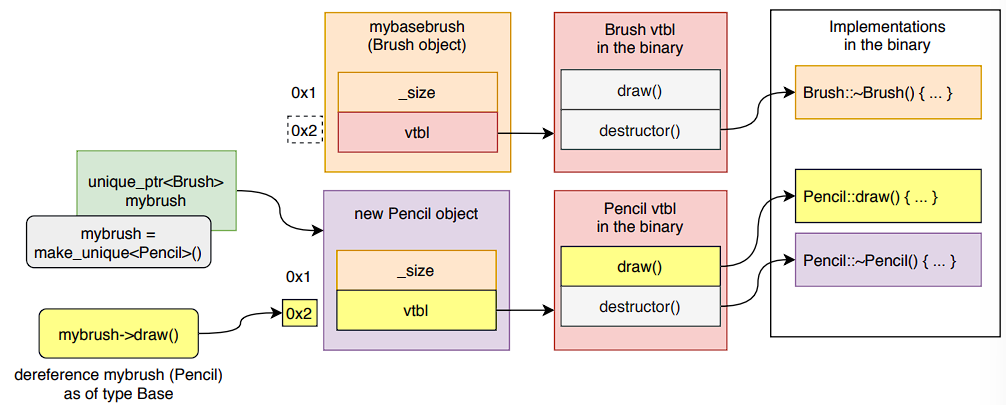 mybasebrush
(Brush object)
0x1
_size
0x2
vtbl
Brush vtbl
in the binary
draw()
destructor()
Implementations
in the binary
Brush::~Brush() { ... }
Pencil::draw() { ... }
Pencil::~Pencil() { ... }
unique_ptr<Brush>
mybrush
mybrush =
make_unique<Pencil>()
new Pencil object
0x1
_size
0x2
vtbl
Pencil vtbl
in the binary
draw()
destructor()
mybrush->draw()
dereference mybrush (Pencil)
as of type Base